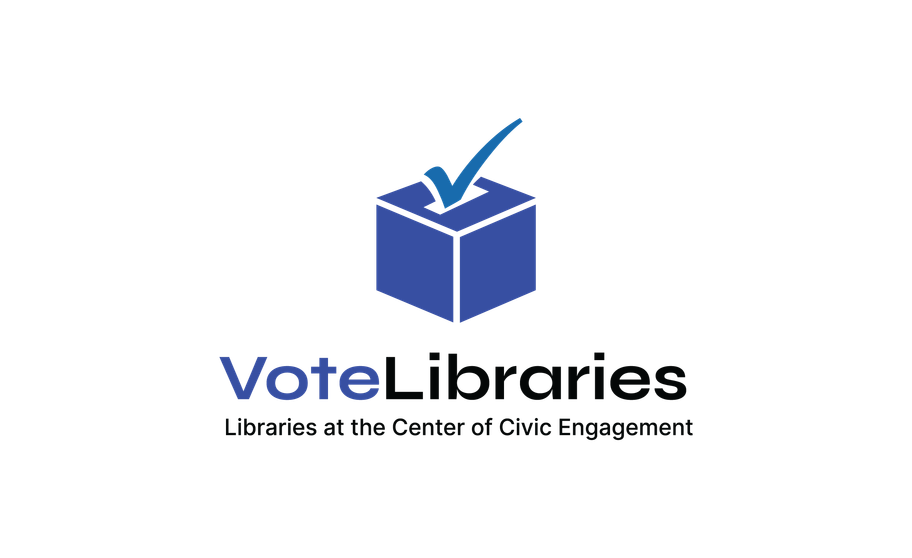 VoteLibraries
Libraries at the Center of Civic Engagement